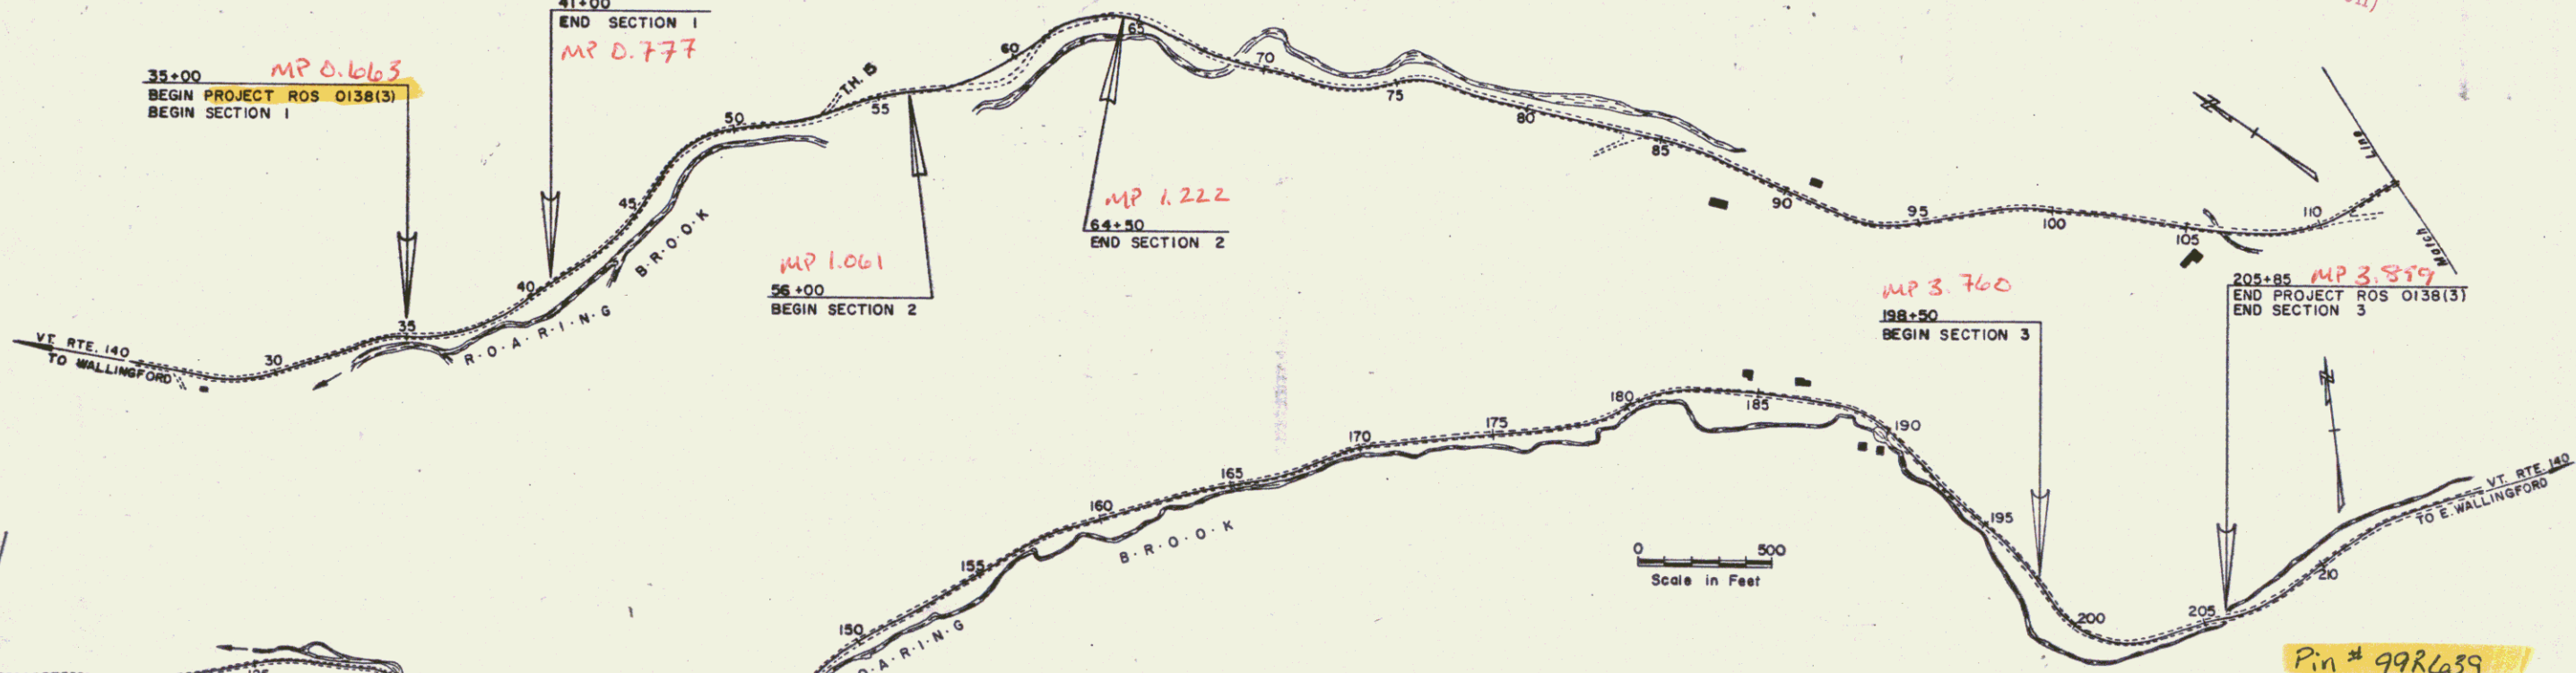 41+00
END SECTION 1
MP 0.777
MP 0.663
35+00
BEGIN PROJECT ROS 0138(3)
BEGIN SECTION 1
VT. RTE. 140
TO WALLINGFORD
30
35
40
45
50
T.H. 15
55
60
65
70
75
80
85
90
95
100
105
110
R·O·A·R·I·N·G B·R·O·O·K
MP 1.061
56+00
BEGIN SECTION 2
MP 1.222
64+50
END SECTION 2
N
Match Line
MP 3.760
198+50
BEGIN SECTION 3
205+85 MP 3.899
END PROJECT ROS 0138(3)
END SECTION 3
N
150
155
160
165
170
175
180
185
190
195
200
205
210
O·A·R·I·N·G
B·R·O·O·K
0 500
Scale in Feet
VT. RTE. 140
TO E. WALLINGFORD
Pin # 99R639